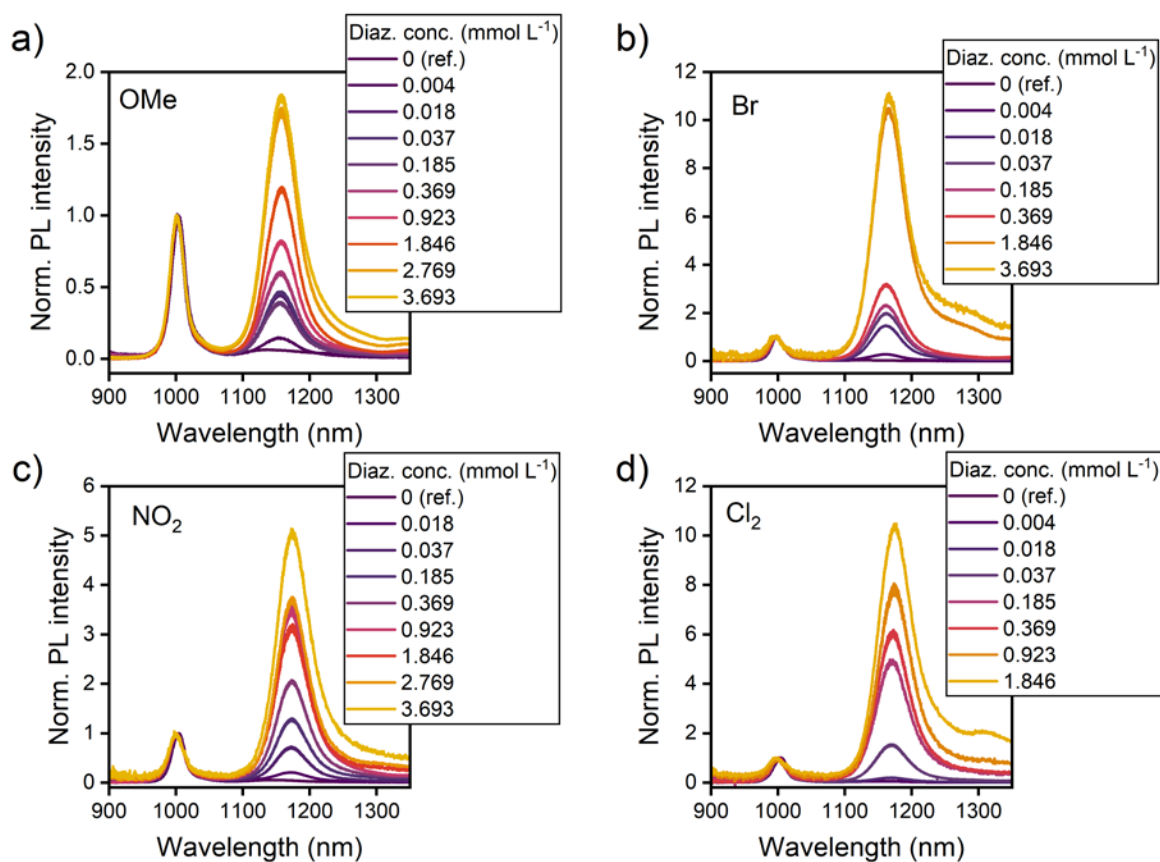 a)
OMe
Norm. PL intensity
2.0
1.5
1.0
0.5
0.0
900 1000 1100 1200 1300
Wavelength (nm)
Diaz. conc. (mmol L⁻¹)
0 (ref.)
0.004
0.018
0.037
0.185
0.369
0.923
1.846
2.769
3.693
b)
Br
Norm. PL intensity
12
10
8
6
4
2
0
900 1000 1100 1200 1300
Wavelength (nm)
Diaz. conc. (mmol L⁻¹)
0 (ref.)
0.004
0.018
0.037
0.185
0.369
1.846
3.693
c)
NO₂
Norm. PL intensity
6
5
4
3
2
1
0
900 1000 1100 1200 1300
Wavelength (nm)
Diaz. conc. (mmol L⁻¹)
0 (ref.)
0.018
0.037
0.185
0.369
0.923
1.846
2.769
3.693
d)
Cl₂
Norm. PL intensity
12
10
8
6
4
2
0
900 1000 1100 1200 1300
Wavelength (nm)
Diaz. conc. (mmol L⁻¹)
0 (ref.)
0.004
0.018
0.037
0.185
0.369
0.923
1.846